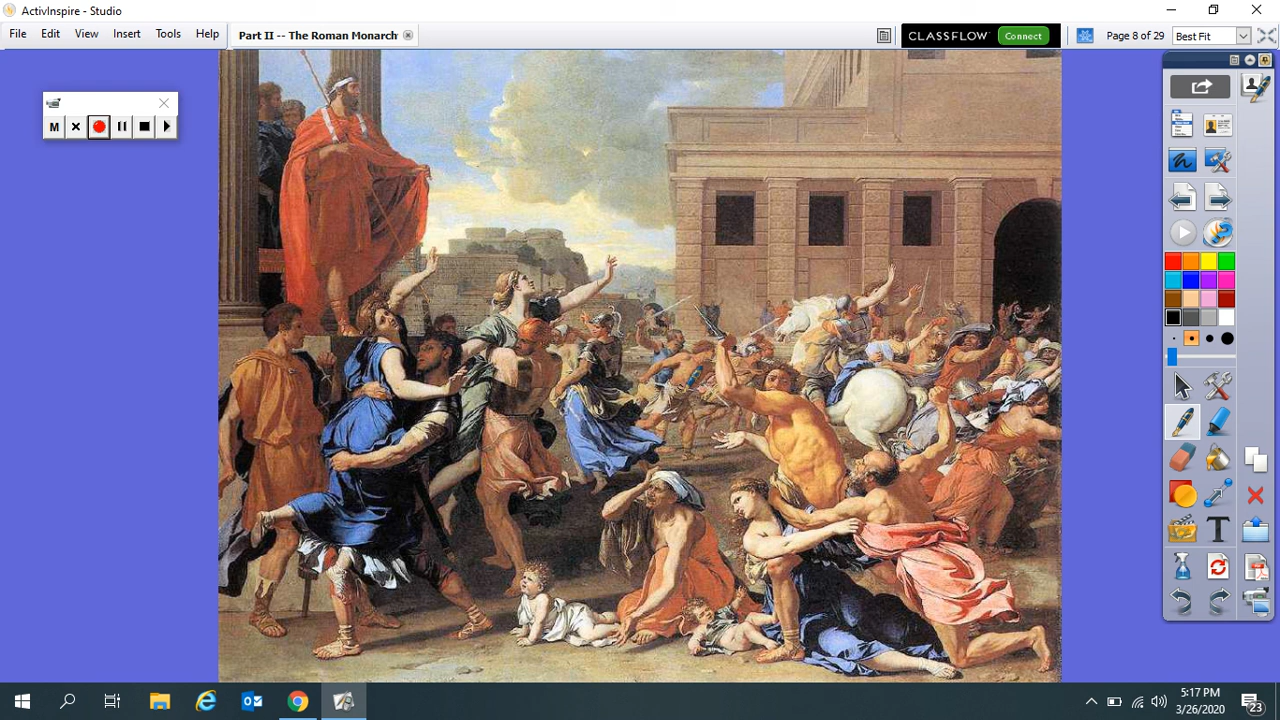 ActivInspire - Studio
File Edit View Insert Tools Help
Part II -- The Roman Monarch
CLASSFLOW Connect
Page 8 of 29
Best Fit
M
T
5:17 PM
3/26/2020
23